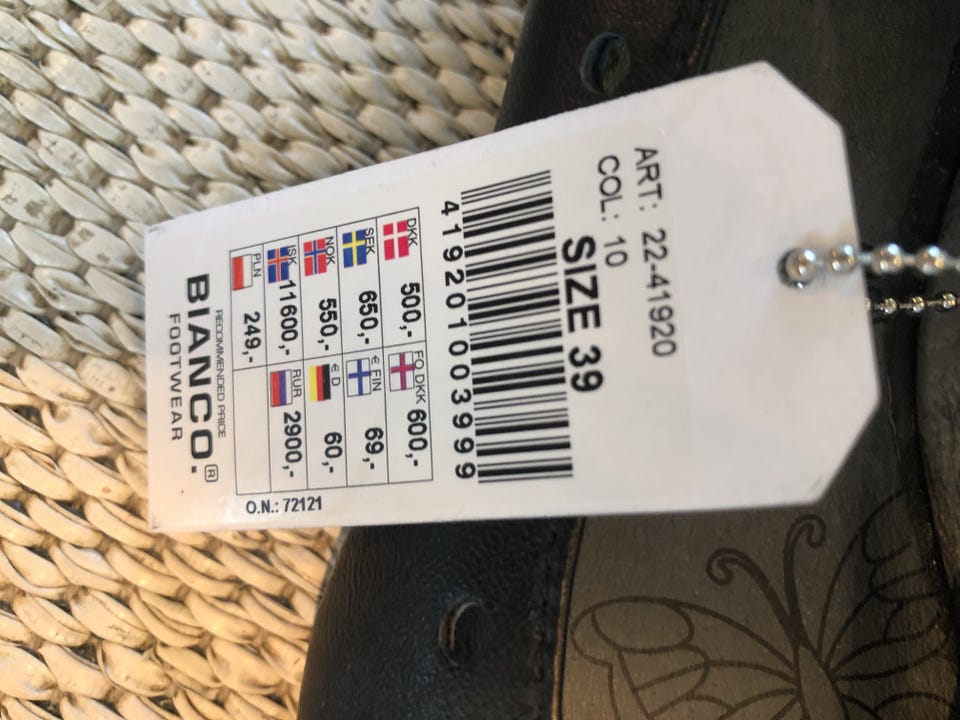 ART: 22-41920
COL: 10
SIZE 39
419201003999
DKK 500,- FO.DKK 600,-
SEK 650,- € FIN 69,-
NOK 550,- € D 60,-
ISK 11600,- RUR 2900,-
PLN 249,-
O.N.: 72121
RECOMMENDED PRICE
BIANCO.®
FOOTWEAR